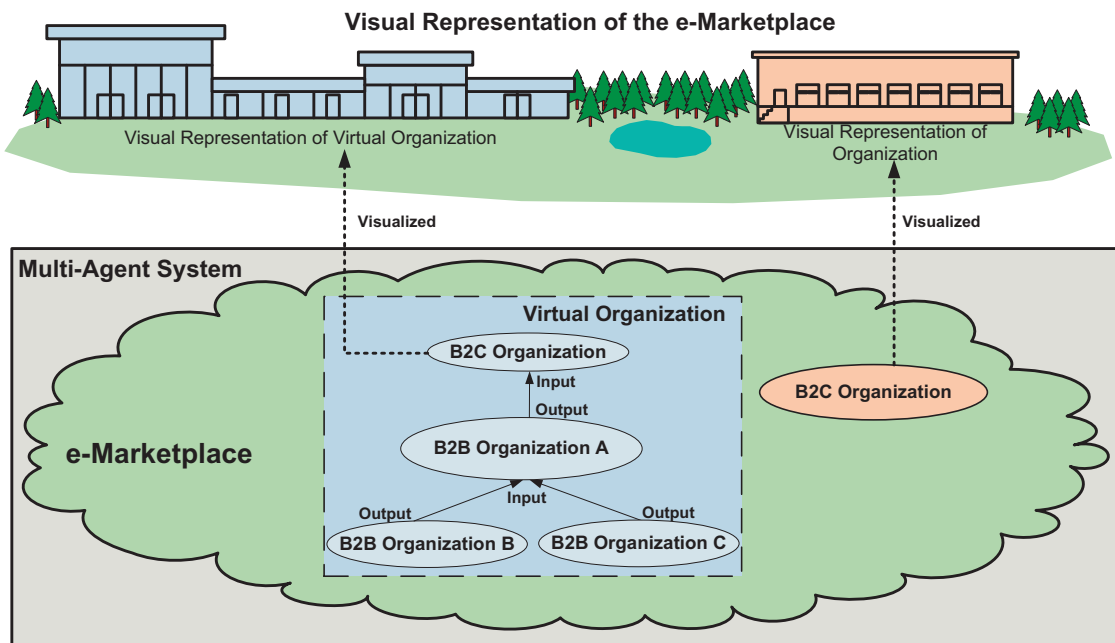 Visual Representation of the e-Marketplace
Visual Representation of Virtual Organization
Visual Representation of
Organization
Visualized
Visualized
Multi-Agent System
Virtual Organization
B2C Organization
Input
Output
B2C Organization
e-Marketplace
B2B Organization A
Input
Output
Output
B2B Organization B
B2B Organization C